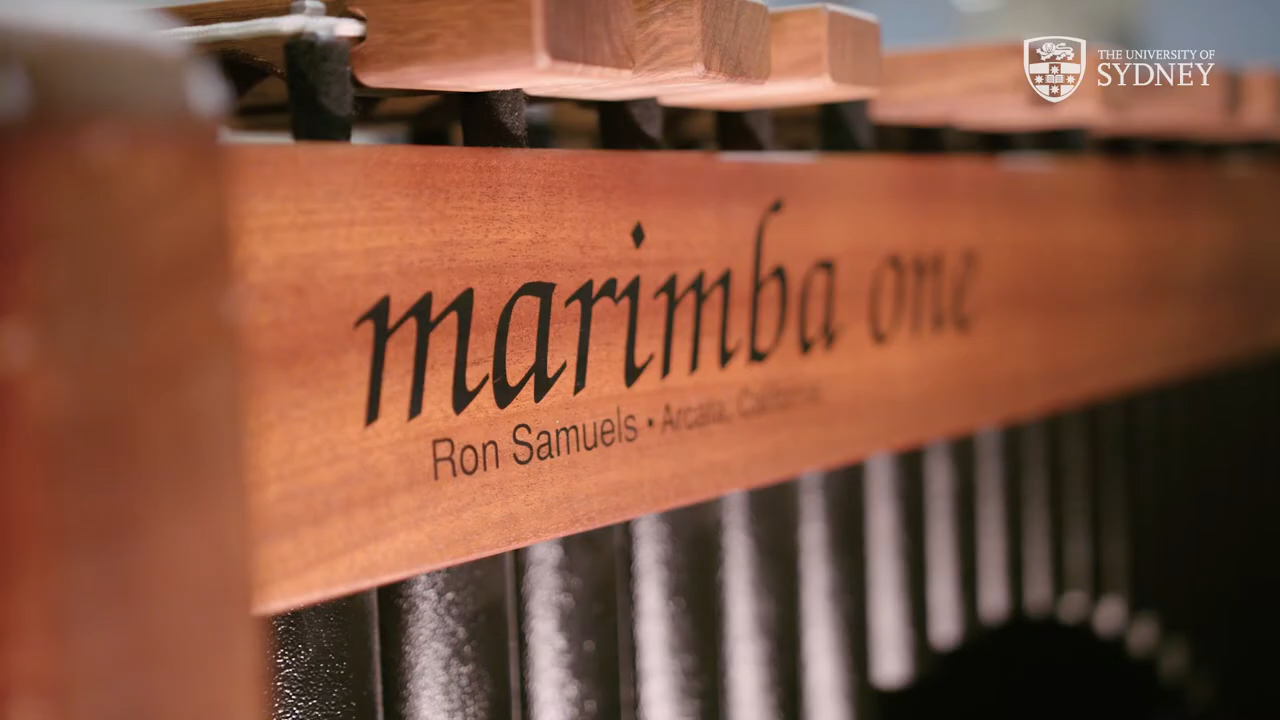 THE UNIVERSITY OF
SYDNEY
marimba one
Ron Samuels • Arcata, California